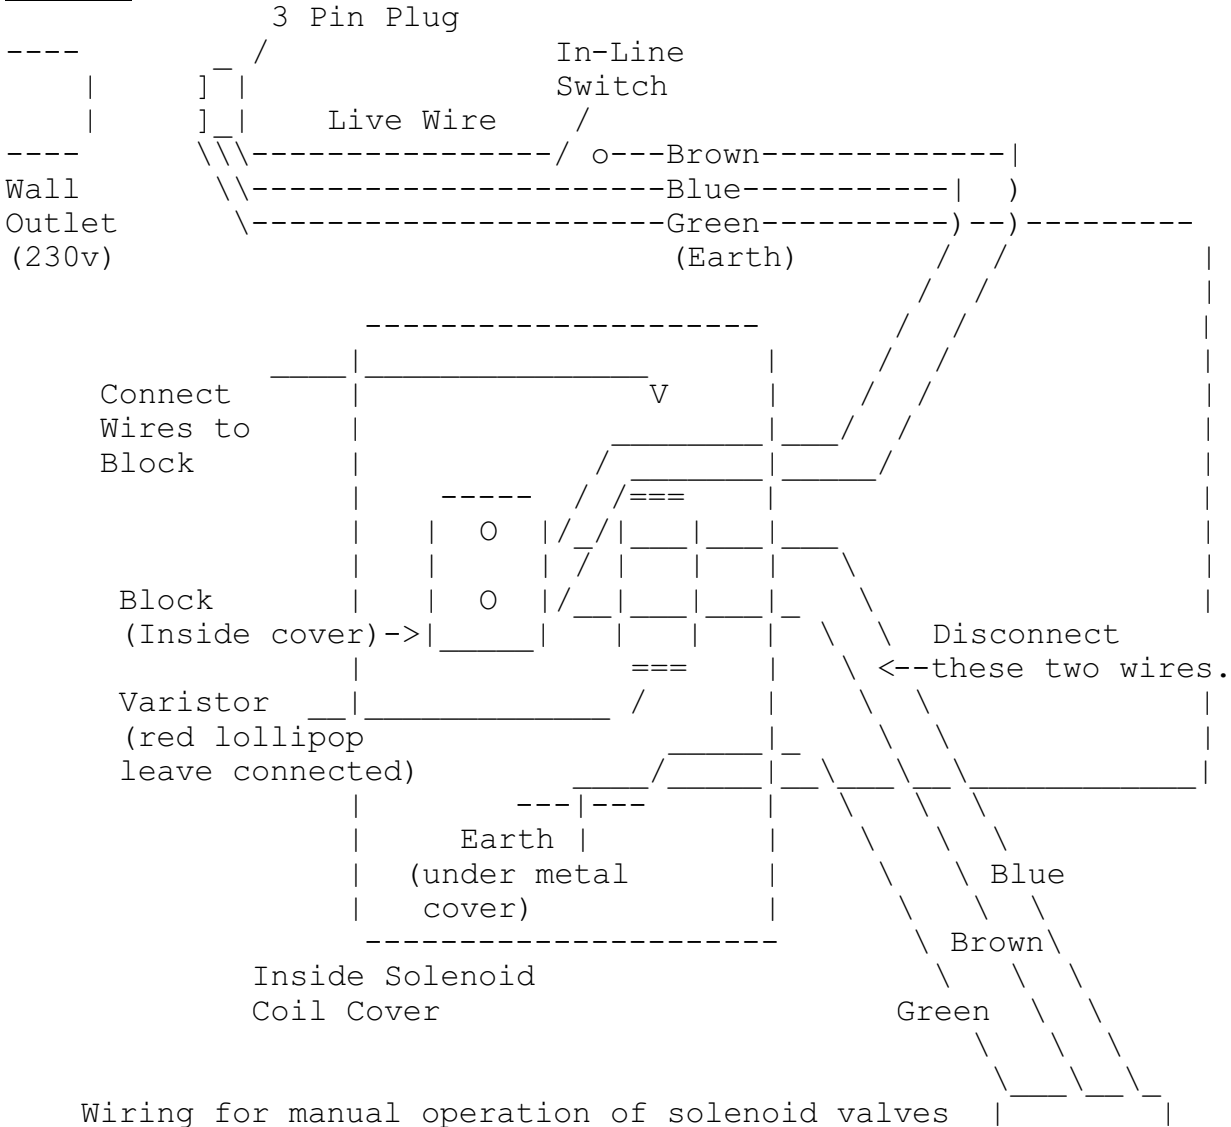 3 Pin Plug
In-Line
Switch
Live Wire
Brown
Wall
Blue
Outlet
Green
(230v)
(Earth)
Connect
V
Wires to
Block
O
Block
O
(Inside cover)->
Disconnect
<--these two wires.
Varistor
(red lollipop
leave connected)
Earth
(under metal
Blue
cover)
Brown
Inside Solenoid
Coil Cover
Green
Wiring for manual operation of solenoid valves